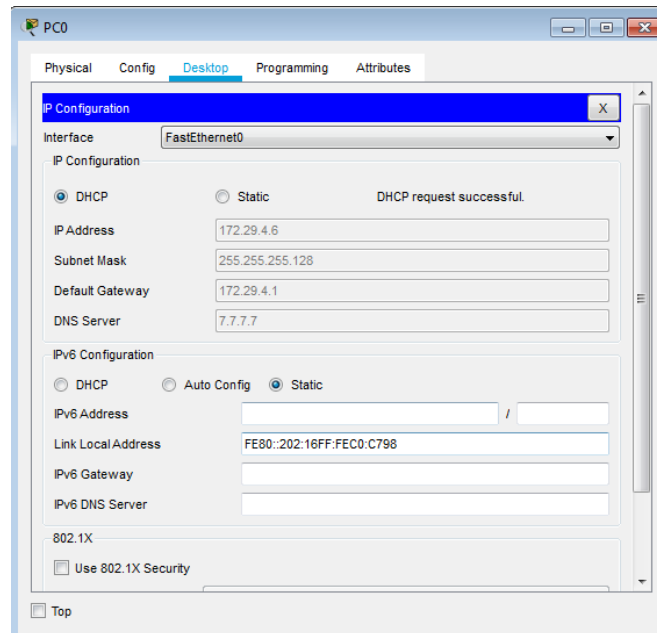 PC0
Physical Config Desktop Programming Attributes
IP Configuration X
Interface FastEthernet0
IP Configuration
DHCP Static DHCP request successful.
IP Address 172.29.4.6
Subnet Mask 255.255.255.128
Default Gateway 172.29.4.1
DNS Server 7.7.7.7
IPv6 Configuration
DHCP Auto Config Static
IPv6 Address /
Link Local Address FE80::202:16FF:FEC0:C798
IPv6 Gateway
IPv6 DNS Server
802.1X
Use 802.1X Security
Top